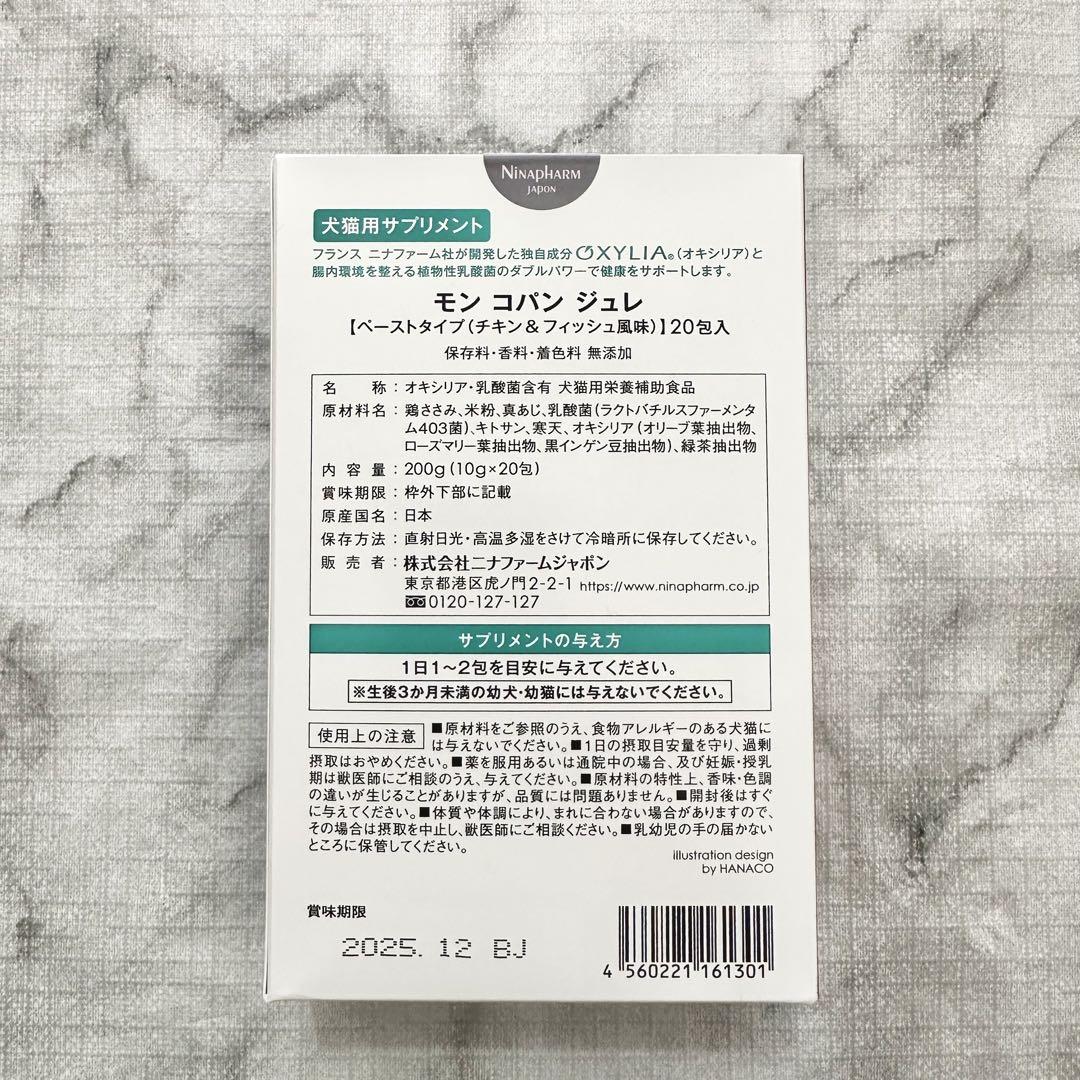 NINAPHARM
JAPON
犬猫用サプリメント
フランス ニナファーム社が開発した独自成分OXYLIA®(オキシリア)と
腸内環境を整える植物性乳酸菌のダブルパワーで健康をサポートします。
モン コパン ジュレ
【ペーストタイプ(チキン&フィッシュ風味)】20包入
保存料・香料・着色料 無添加
名称:オキシリア・乳酸菌含有 犬猫用栄養補助食品
原材料名:鶏ささみ、米粉、真あじ、乳酸菌(ラクトバチルスファーメンタ
ム403菌)、キトサン、寒天、オキシリア(オリーブ葉抽出物、
ローズマリー葉抽出物、黒インゲン豆抽出物)、緑茶抽出物
内容量:200g(10g×20包)
賞味期限:枠外下部に記載
原産国名:日本
保存方法:直射日光・高温多湿をさけて冷暗所に保存してください。
販売者:株式会社ニナファームジャポン
東京都港区虎ノ門2-2-1 https://www.ninapharm.co.jp
0120-127-127
サプリメントの与え方
1日1〜2包を目安に与えてください。
※生後3か月未満の幼犬・幼猫には与えないでください。
使用上の注意 ■原材料をご参照のうえ、食物アレルギーのある犬猫に
は与えないでください。■1日の摂取目安量を守り、過剰
摂取はおやめください。■薬を服用あるいは通院中の場合、及び妊娠・授乳
期は獣医師にご相談のうえ、与えてください。■原材料の特性上、香味・色調
の違いが生じることがありますが、品質には問題ありません。■開封後はすぐ
に与えてください。■体質や体調により、まれに合わない場合がありますので、
その場合は摂取を中止し、獣医師にご相談ください。■乳幼児の手の届かない
ところに保管してください。
illustration design
by HANACO
賞味期限
2025. 12 BJ
4 560221 161301